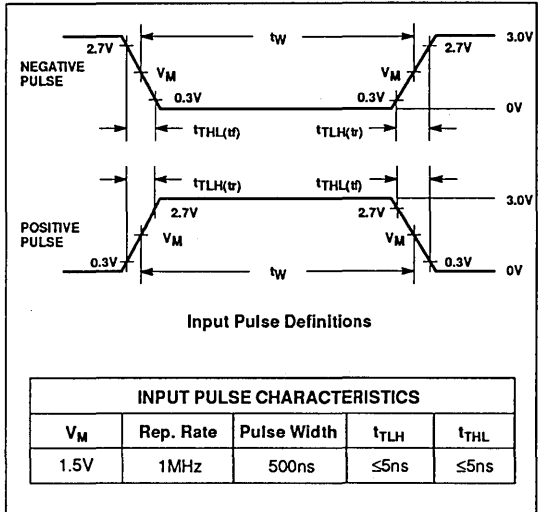 tW
3.0V
2.7V
2.7V
NEGATIVE
PULSE
VM
VM
0.3V
0.3V
0V
tTHL(tf)
tTLH(tr)
tTLH(tr)
tTHL(tf)
3.0V
2.7V
2.7V
POSITIVE
PULSE
VM
VM
0.3V
0.3V
tW
0V
Input Pulse Definitions
INPUT PULSE CHARACTERISTICS
VM Rep. Rate Pulse Width tTLH tTHL
1.5V 1MHz 500ns ≤5ns ≤5ns